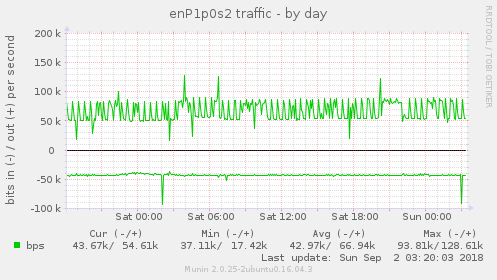 enP1p0s2 traffic - by day
RRDTOOL / TOBI OETIKER
bits in (-) / out (+) per second
200 k
150 k
100 k
50 k
0
-50 k
-100 k
Sat 00:00 Sat 06:00 Sat 12:00 Sat 18:00 Sun 00:00
Cur (-/+) Min (-/+) Avg (-/+) Max (-/+)
bps 43.67k/ 54.61k 37.11k/ 17.42k 42.97k/ 66.94k 93.81k/128.61k
Last update: Sun Sep 2 03:20:03 2018
Munin 2.0.25-2ubuntu0.16.04.3